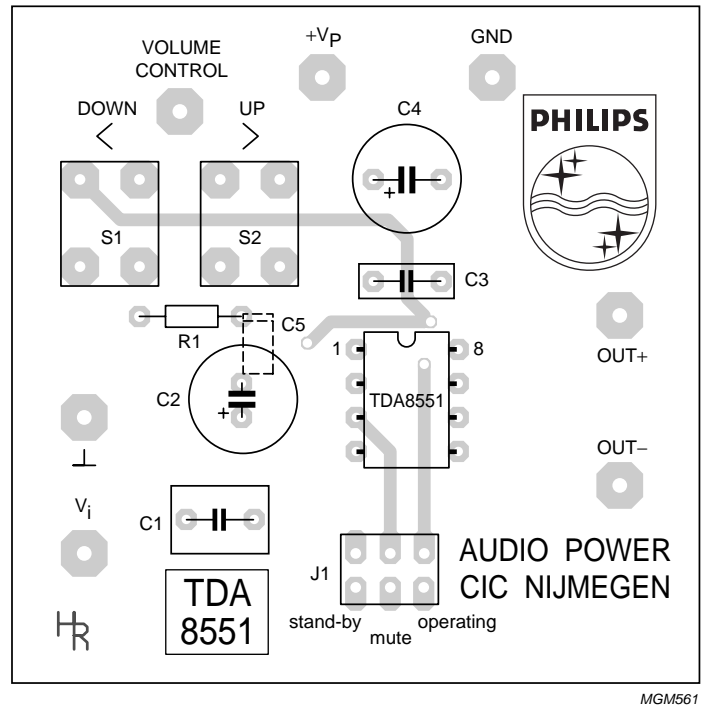 VOLUME
CONTROL
+VP
GND
DOWN
UP
C4
PHILIPS
<
>
+
S1
S2
C3
R1
C5
1
8
OUT+
C2
+
TDA8551
OUT−
⊥
Vi
C1
J1
AUDIO POWER
CIC NIJMEGEN
TDA
8551
HR
stand-by
mute
operating
MGM561